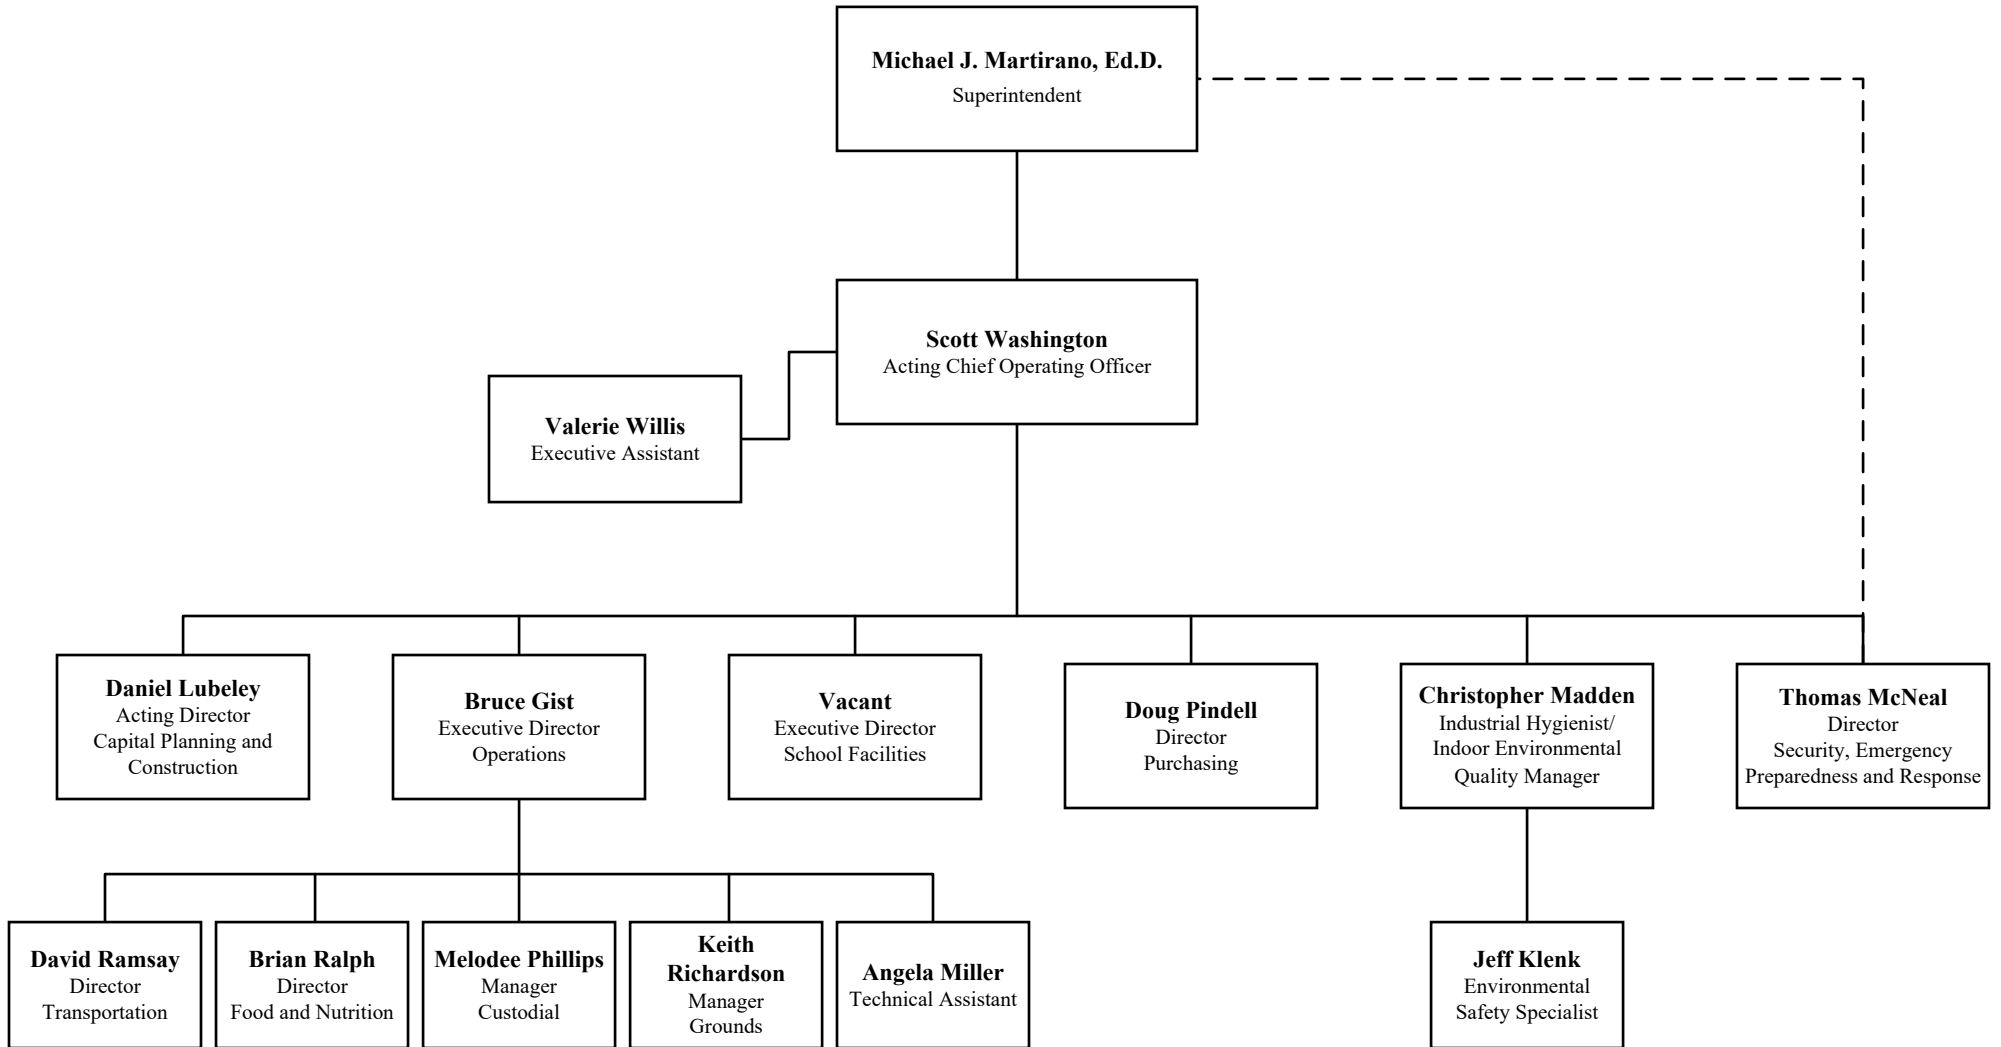 Michael J. Martirano, Ed.D.
Superintendent
Scott Washington
Acting Chief Operating Officer
Valerie Willis
Executive Assistant
Daniel Lubeley
Acting Director
Capital Planning and
Construction
Bruce Gist
Executive Director
Operations
Vacant
Executive Director
School Facilities
Doug Pindell
Director
Purchasing
Christopher Madden
Industrial Hygienist/
Indoor Environmental
Quality Manager
Thomas McNeal
Director
Security, Emergency
Preparedness and Response
David Ramsay
Director
Transportation
Brian Ralph
Director
Food and Nutrition
Melodee Phillips
Manager
Custodial
Keith
Richardson
Manager
Grounds
Angela Miller
Technical Assistant
Jeff Klenk
Environmental
Safety Specialist